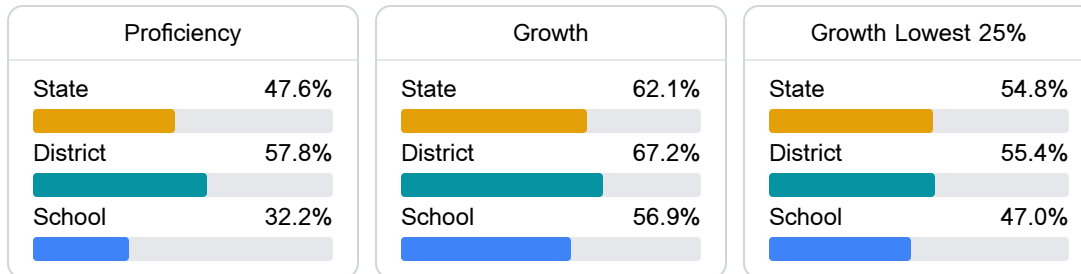 Proficiency
State 47.6%
District 57.8%
School 32.2%
Growth
State 62.1%
District 67.2%
School 56.9%
Growth Lowest 25%
State 54.8%
District 55.4%
School 47.0%